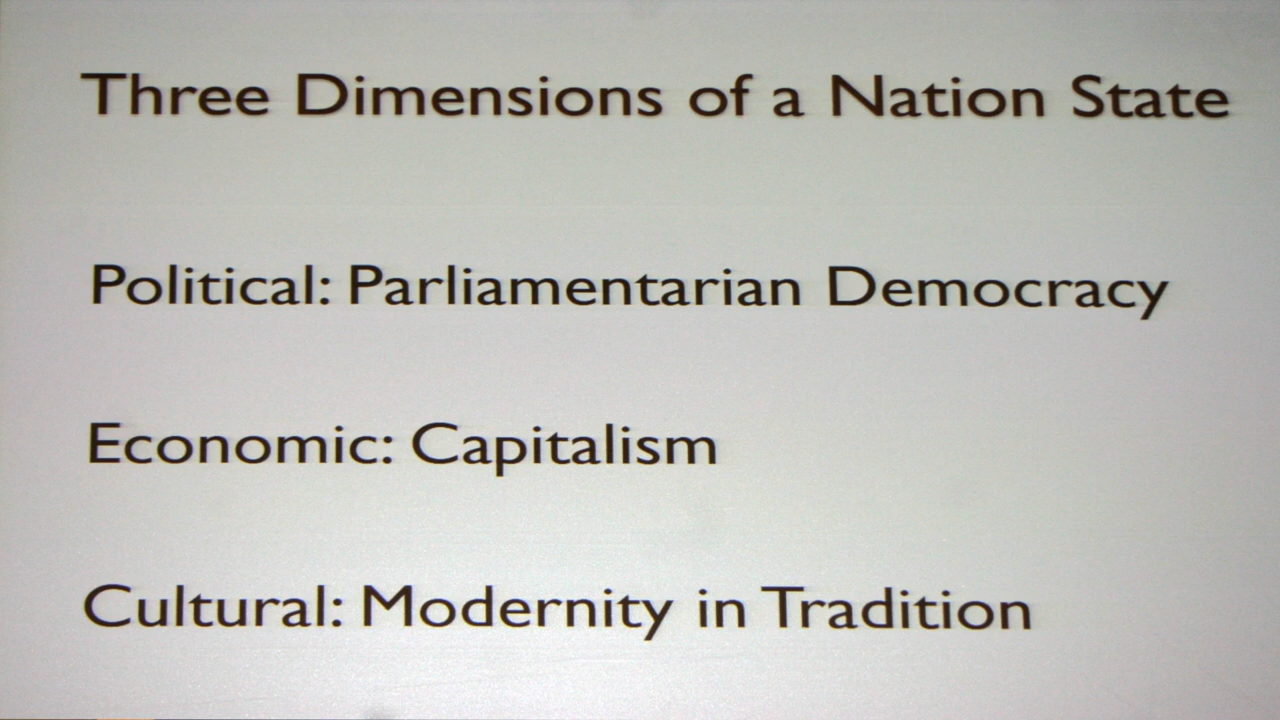 Three Dimensions of a Nation State
Political: Parliamentarian Democracy
Economic: Capitalism
Cultural: Modernity in Tradition